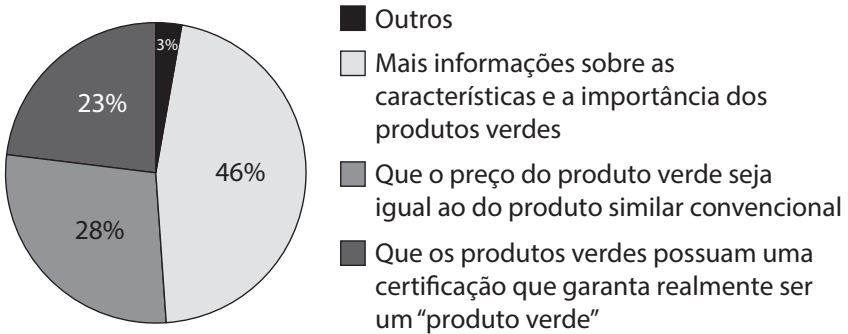 3%
46%
28%
23%
Outros
Mais informações sobre as
características e a importância dos
produtos verdes
Que o preço do produto verde seja
igual ao do produto similar convencional
Que os produtos verdes possuam uma
certificação que garanta realmente ser
um “produto verde”